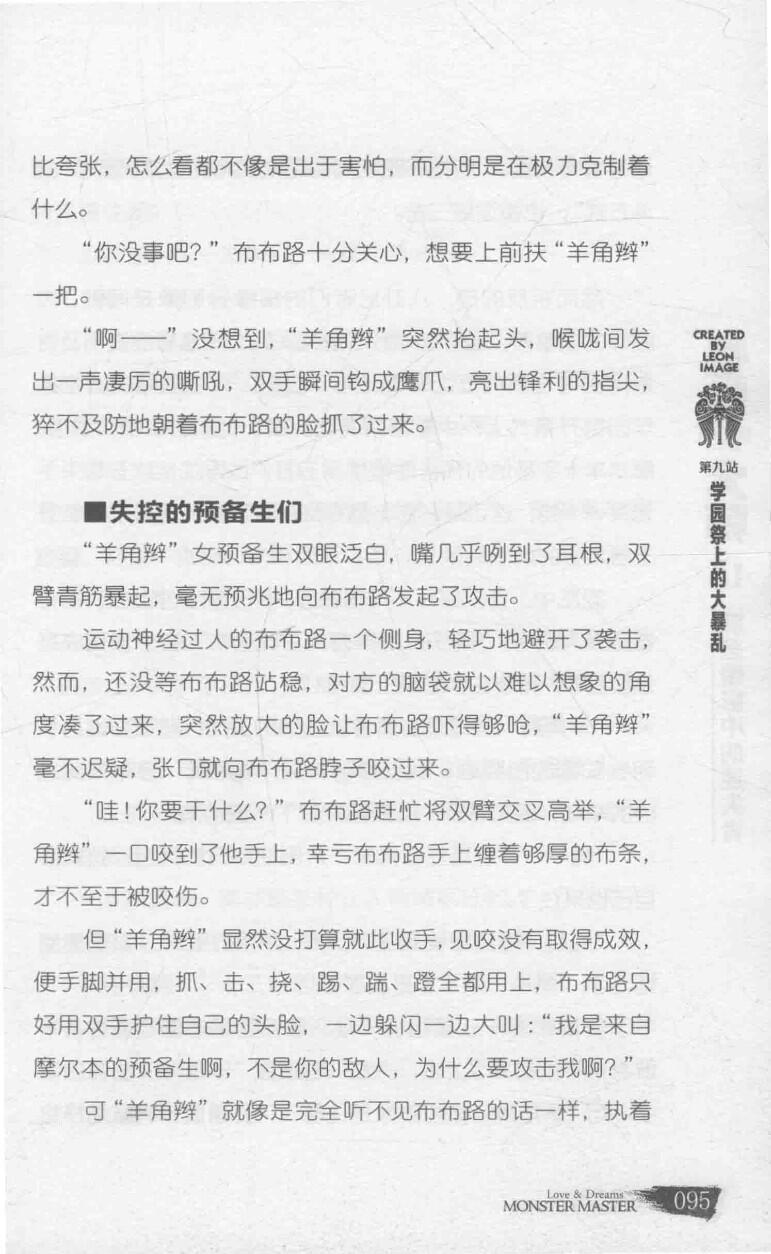 比夸张，怎么看都不像是出于害怕，而分明是在极力克制着
什么。
“你没事吧？”布布路十分关心，想要上前扶“羊角辫”
一把。
“啊——”没想到，“羊角辫”突然抬起头，喉咙间发
出一声凄厉的嘶吼，双手瞬间钩成鹰爪，亮出锋利的指尖，
猝不及防地朝着布布路的脸抓了过来。
■失控的预备生们
“羊角辫”女预备生双眼泛白，嘴几乎咧到了耳根，双
臂青筋暴起，毫无预兆地向布布路发起了攻击。
运动神经过人的布布路一个侧身，轻巧地避开了袭击，
然而，还没等布布路站稳，对方的脑袋就以难以想象的角
度凑了过来，突然放大的脸让布布路吓得够呛，“羊角辫”
毫不迟疑，张口就向布布路脖子咬过来。
“哇！你要干什么？”布布路赶忙将双臂交叉高举，“羊
角辫”一口咬到了他手上，幸亏布布路手上缠着够厚的布条，
才不至于被咬伤。
但“羊角辫”显然没打算就此收手，见咬没有取得成效，
便手脚并用，抓、击、挠、踢、踹、蹬全都用上，布布路只
好用双手护住自己的头脸，一边躲闪一边大叫：“我是来自
摩尔本的预备生啊，不是你的敌人，为什么要攻击我啊？”
可“羊角辫”就像是完全听不见布布路的话一样，执着
CREATED
BY
LEON
IMAGE
第九站
学园祭上的大暴乱
Love & Dreams
MONSTER MASTER
095